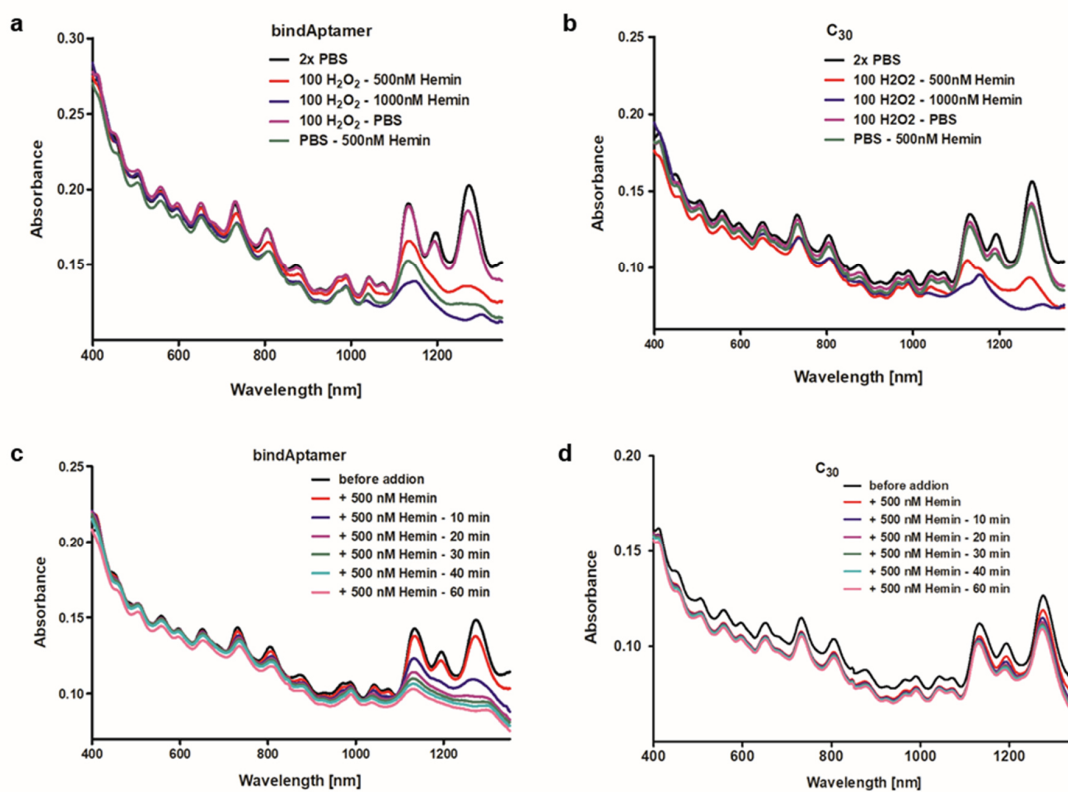 a
bindAptamer
2x PBS
100 H₂O₂ - 500nM Hemin
100 H₂O₂ - 1000nM Hemin
100 H₂O₂ - PBS
PBS - 500nM Hemin
0.30
0.25
0.20
0.15
Absorbance
400 600 800 1000 1200
Wavelength [nm]
b
C₃₀
2x PBS
100 H2O2 - 500nM Hemin
100 H2O2 - 1000nM Hemin
100 H2O2 - PBS
PBS - 500nM Hemin
0.25
0.20
0.15
0.10
Absorbance
400 600 800 1000 1200
Wavelength [nm]
c
bindAptamer
before addion
+ 500 nM Hemin
+ 500 nM Hemin - 10 min
+ 500 nM Hemin - 20 min
+ 500 nM Hemin - 30 min
+ 500 nM Hemin - 40 min
+ 500 nM Hemin - 60 min
0.25
0.20
0.15
0.10
Absorbance
400 600 800 1000 1200
Wavelength [nm]
d
C₃₀
before addion
+ 500 nM Hemin
+ 500 nM Hemin - 10 min
+ 500 nM Hemin - 20 min
+ 500 nM Hemin - 30 min
+ 500 nM Hemin - 40 min
+ 500 nM Hemin - 60 min
0.20
0.15
0.10
Absorbance
400 600 800 1000 1200
Wavelength [nm]